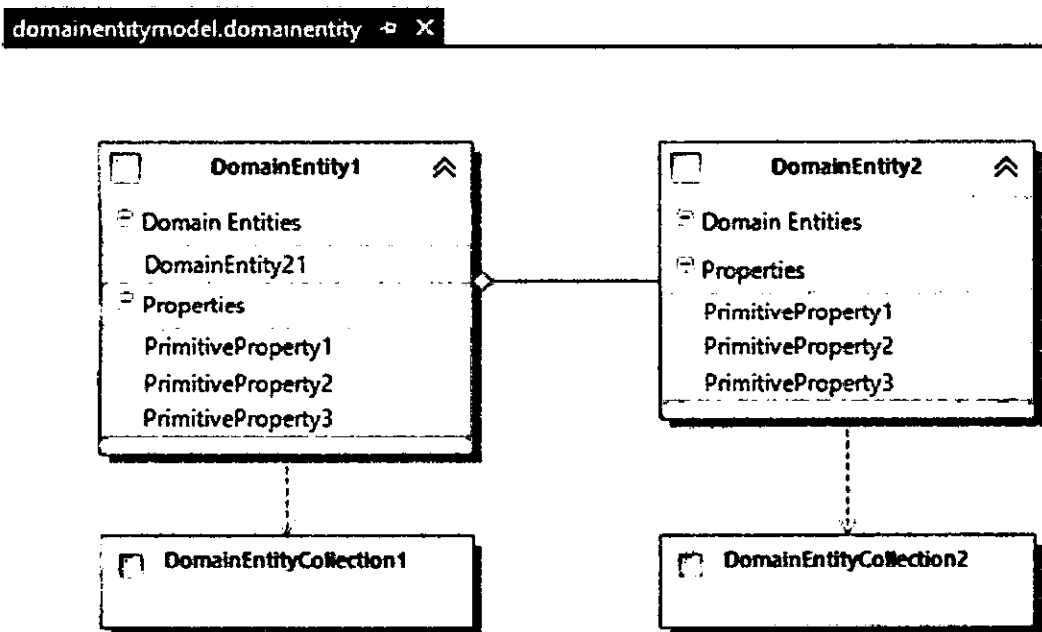 domainentitymodel.domainentity
DomainEntity1
Domain Entities
DomainEntity21
Properties
PrimitiveProperty1
PrimitiveProperty2
PrimitiveProperty3
DomainEntityCollection1
DomainEntity2
Domain Entities
Properties
PrimitiveProperty1
PrimitiveProperty2
PrimitiveProperty3
DomainEntityCollection2